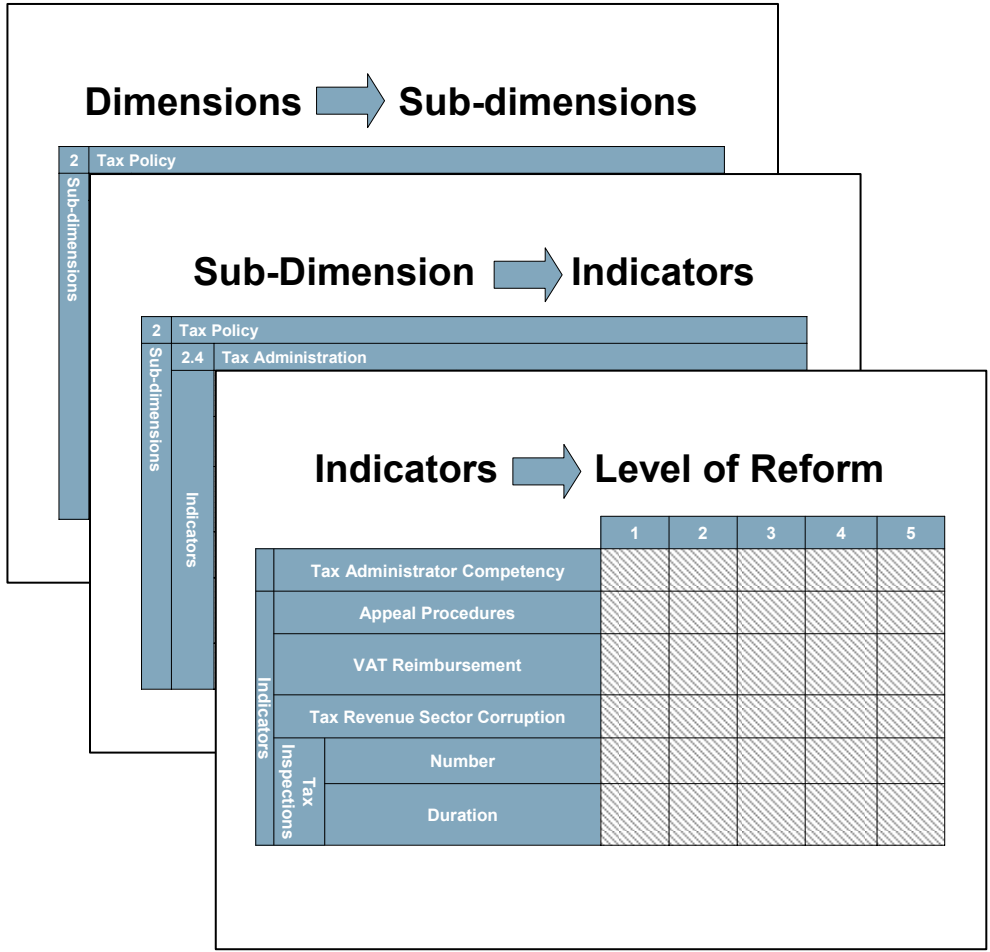 Dimensions Sub-dimensions
2 Tax Policy
Sub-dimensions
Sub-Dimension Indicators
2 Tax Policy
Sub-dimensions
2.4 Tax Administration
Indicators
Indicators Level of Reform
1 2 3 4 5
Indicators
Tax Administrator Competency
Appeal Procedures
VAT Reimbursement
Tax Revenue Sector Corruption
Tax
Inspections
Number
Duration